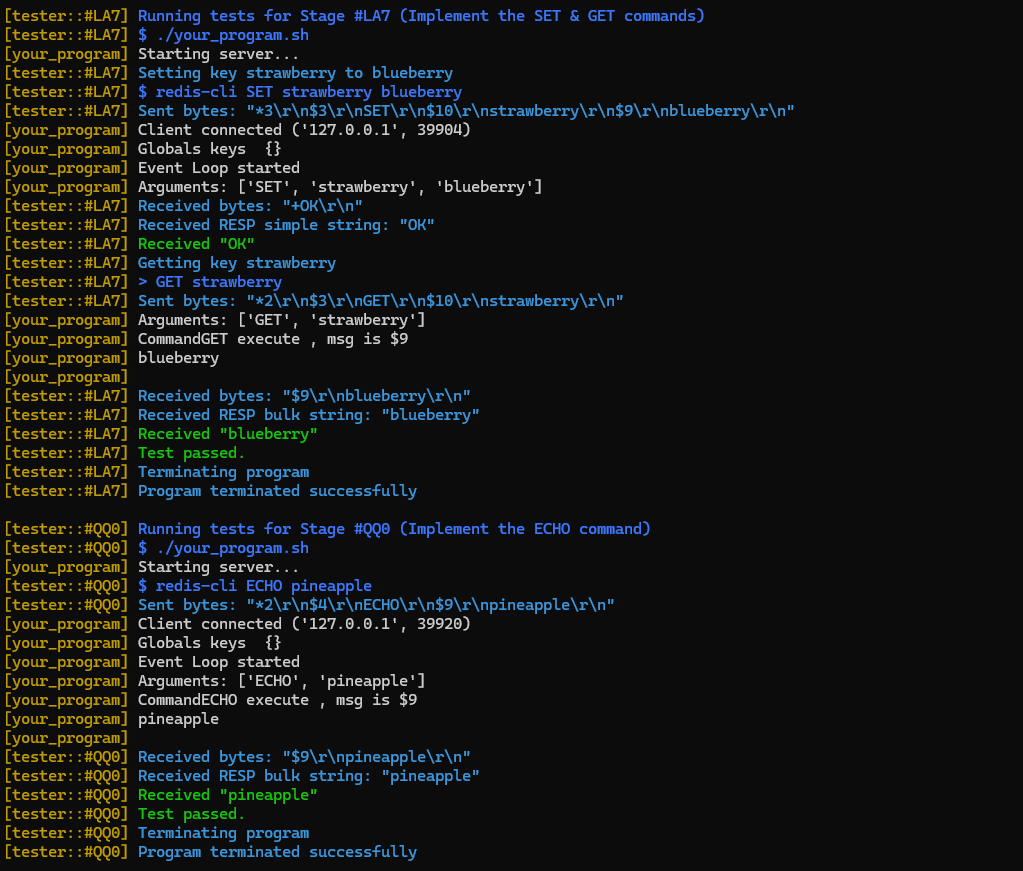 [tester::#LA7] Running tests for Stage #LA7 (Implement the SET & GET commands)
[tester::#LA7] $ ./your_program.sh
[your_program] Starting server...
[tester::#LA7] Setting key strawberry to blueberry
[tester::#LA7] $ redis-cli SET strawberry blueberry
[tester::#LA7] Sent bytes: "*3\r\n$3\r\nSET\r\n$10\r\nstrawberry\r\n$9\r\nblueberry\r\n"
[your_program] Client connected ('127.0.0.1', 39904)
[your_program] Globals keys  {}
[your_program] Event Loop started
[your_program] Arguments: ['SET', 'strawberry', 'blueberry']
[tester::#LA7] Received bytes: "+OK\r\n"
[tester::#LA7] Received RESP simple string: "OK"
[tester::#LA7] Received "OK"
[tester::#LA7] Getting key strawberry
[tester::#LA7] > GET strawberry
[tester::#LA7] Sent bytes: "*2\r\n$3\r\nGET\r\n$10\r\nstrawberry\r\n"
[your_program] Arguments: ['GET', 'strawberry']
[your_program] CommandGET execute , msg is $9
[your_program] blueberry
[your_program]
[tester::#LA7] Received bytes: "$9\r\nblueberry\r\n"
[tester::#LA7] Received RESP bulk string: "blueberry"
[tester::#LA7] Received "blueberry"
[tester::#LA7] Test passed.
[tester::#LA7] Terminating program
[tester::#LA7] Program terminated successfully
[tester::#QQ0] Running tests for Stage #QQ0 (Implement the ECHO command)
[tester::#QQ0] $ ./your_program.sh
[your_program] Starting server...
[tester::#QQ0] $ redis-cli ECHO pineapple
[tester::#QQ0] Sent bytes: "*2\r\n$4\r\nECHO\r\n$9\r\npineapple\r\n"
[your_program] Client connected ('127.0.0.1', 39920)
[your_program] Globals keys  {}
[your_program] Event Loop started
[your_program] Arguments: ['ECHO', 'pineapple']
[your_program] CommandECHO execute , msg is $9
[your_program] pineapple
[your_program]
[tester::#QQ0] Received bytes: "$9\r\npineapple\r\n"
[tester::#QQ0] Received RESP bulk string: "pineapple"
[tester::#QQ0] Received "pineapple"
[tester::#QQ0] Test passed.
[tester::#QQ0] Terminating program
[tester::#QQ0] Program terminated successfully